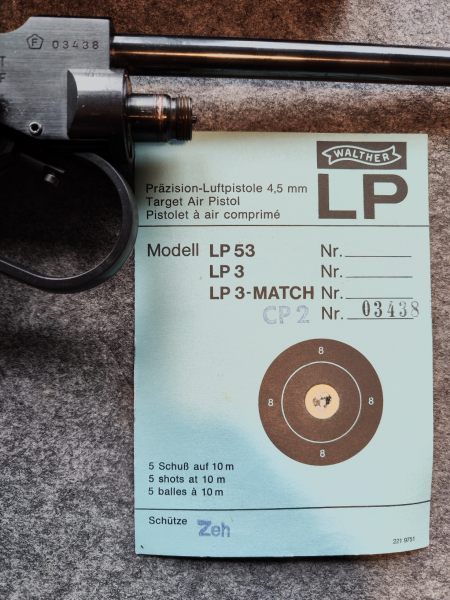 F 03438
WALTHER
LP
Präzision-Luftpistole 4,5 mm
Target Air Pistol
Pistolet à air comprimé
Modell LP 53 Nr.
LP 3 Nr.
LP 3-MATCH Nr.
CP 2 Nr. 03438
8
8 8
8
5 Schuß auf 10 m
5 shots at 10 m
5 balles à 10 m
Schütze Zeh
221 9751